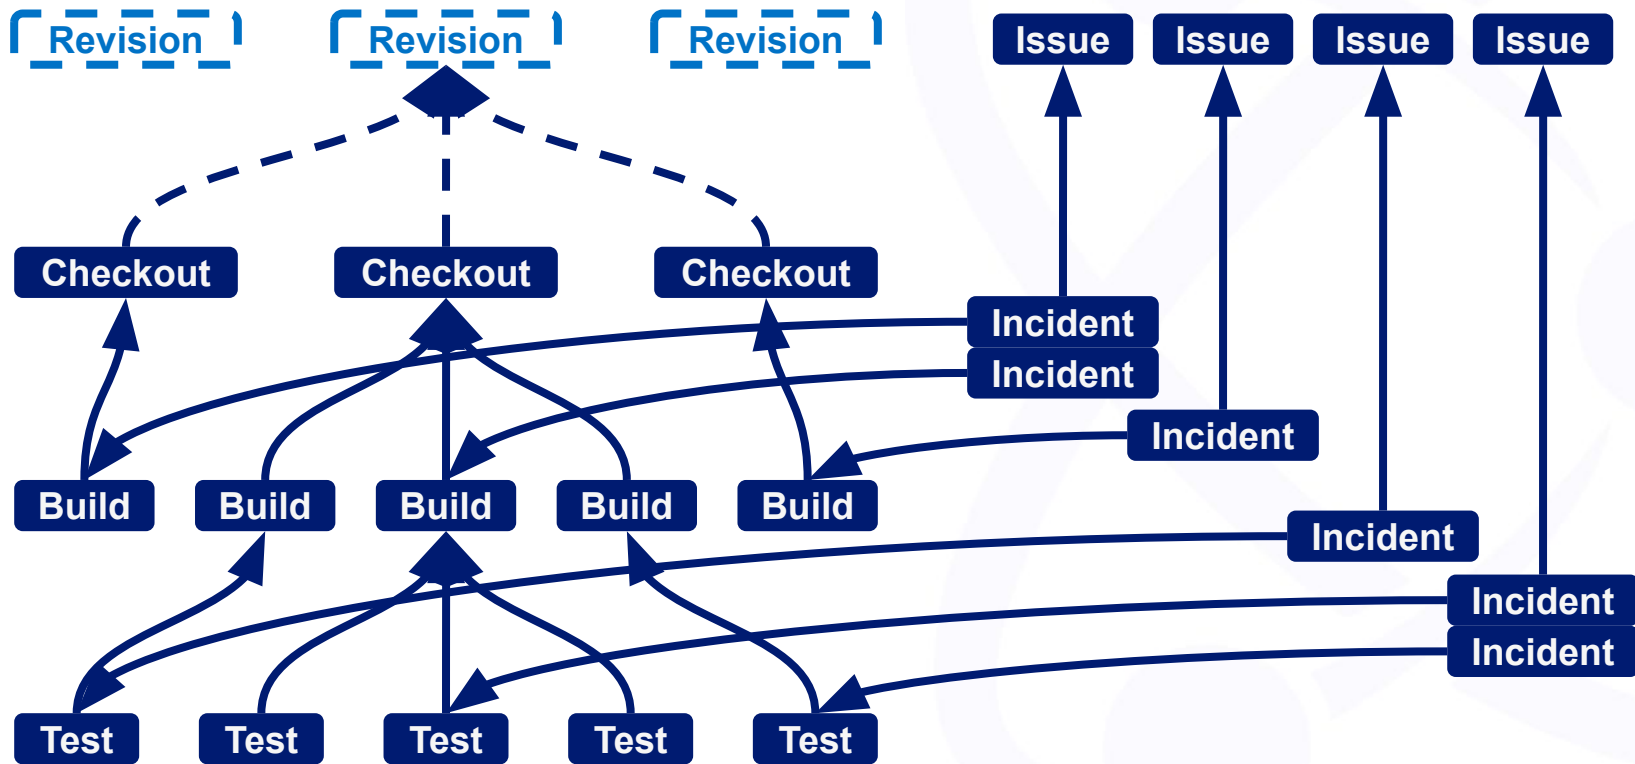 Revision
Revision
Revision
Issue
Issue
Issue
Issue
Checkout
Checkout
Checkout
Incident
Incident
Incident
Build
Build
Build
Build
Build
Incident
Incident
Incident
Test
Test
Test
Test
Test